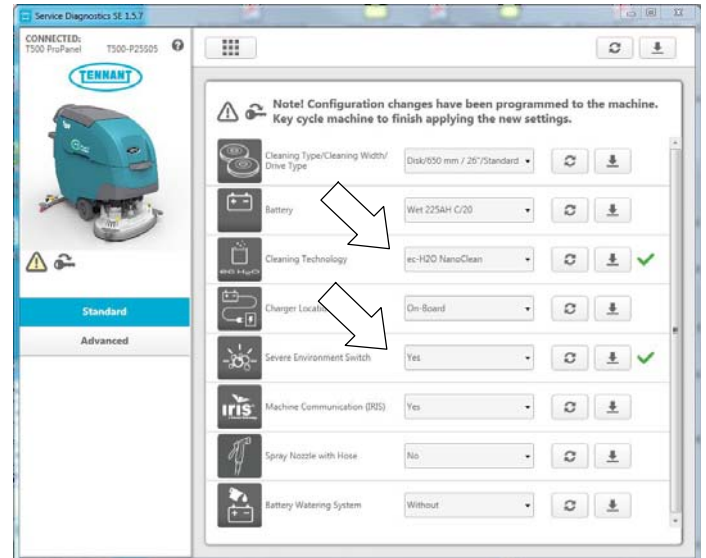 Service Diagnostics SE 1.5.7
CONNECTED:
T500 ProPanel T500-P25505
TENNANT
Standard
Advanced
Note! Configuration changes have been programmed to the machine.
Key cycle machine to finish applying the new settings.
Cleaning Type/Cleaning Width/
Drive Type
Disk/650 mm / 26"/Standard
Battery
Wet 225AH C/20
ec H₂O
Cleaning Technology
ec-H2O NanoClean
Charger Locatio
On-Board
Severe Environment Switch
Yes
IRIS
Machine Communication (IRIS)
Yes
Spray Nozzle with Hose
No
Battery Watering System
Without